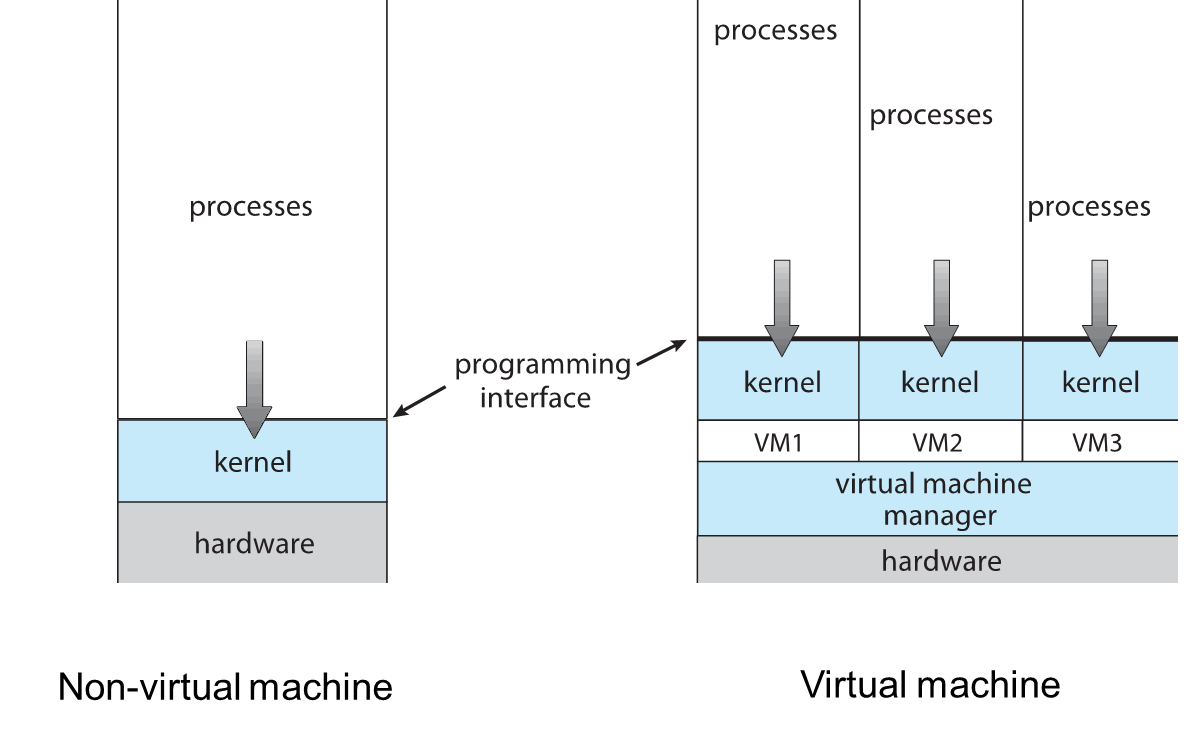 processes
kernel
hardware
programming
interface
processes
processes
processes
kernel
kernel
kernel
VM1
VM2
VM3
virtual machine
manager
hardware
Non-virtual machine
Virtual machine